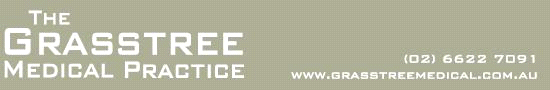 The
Grasstree
Medical Practice
(02) 6622 7091
www.grasstreemedical.com.au